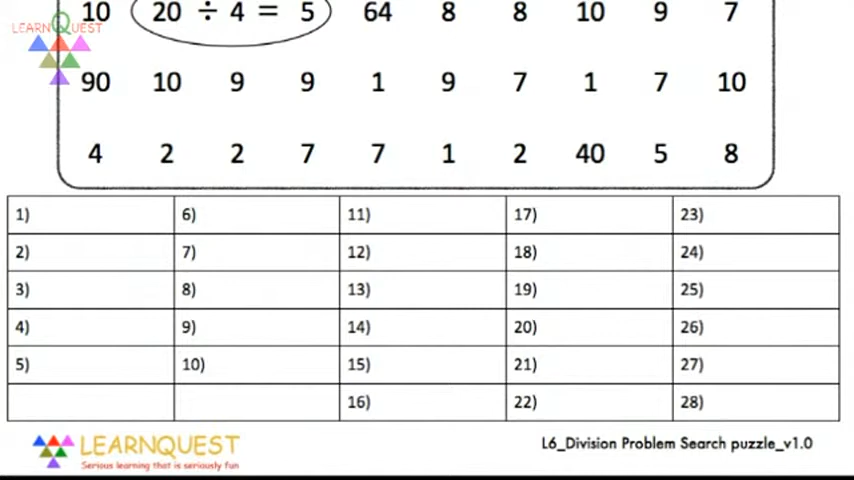 10 20 ÷ 4 = 5 64 8 8 10 9 7
LEARNQUEST
90 10 9 9 1 9 7 1 7 10
4 2 2 7 7 1 2 40 5 8
1) 6) 11) 17) 23)
2) 7) 12) 18) 24)
3) 8) 13) 19) 25)
4) 9) 14) 20) 26)
5) 10) 15) 21) 27)
16) 22) 28)
LEARNQUEST
Serious learning that is seriously fun
L6_Division Problem Search puzzle_v1.0